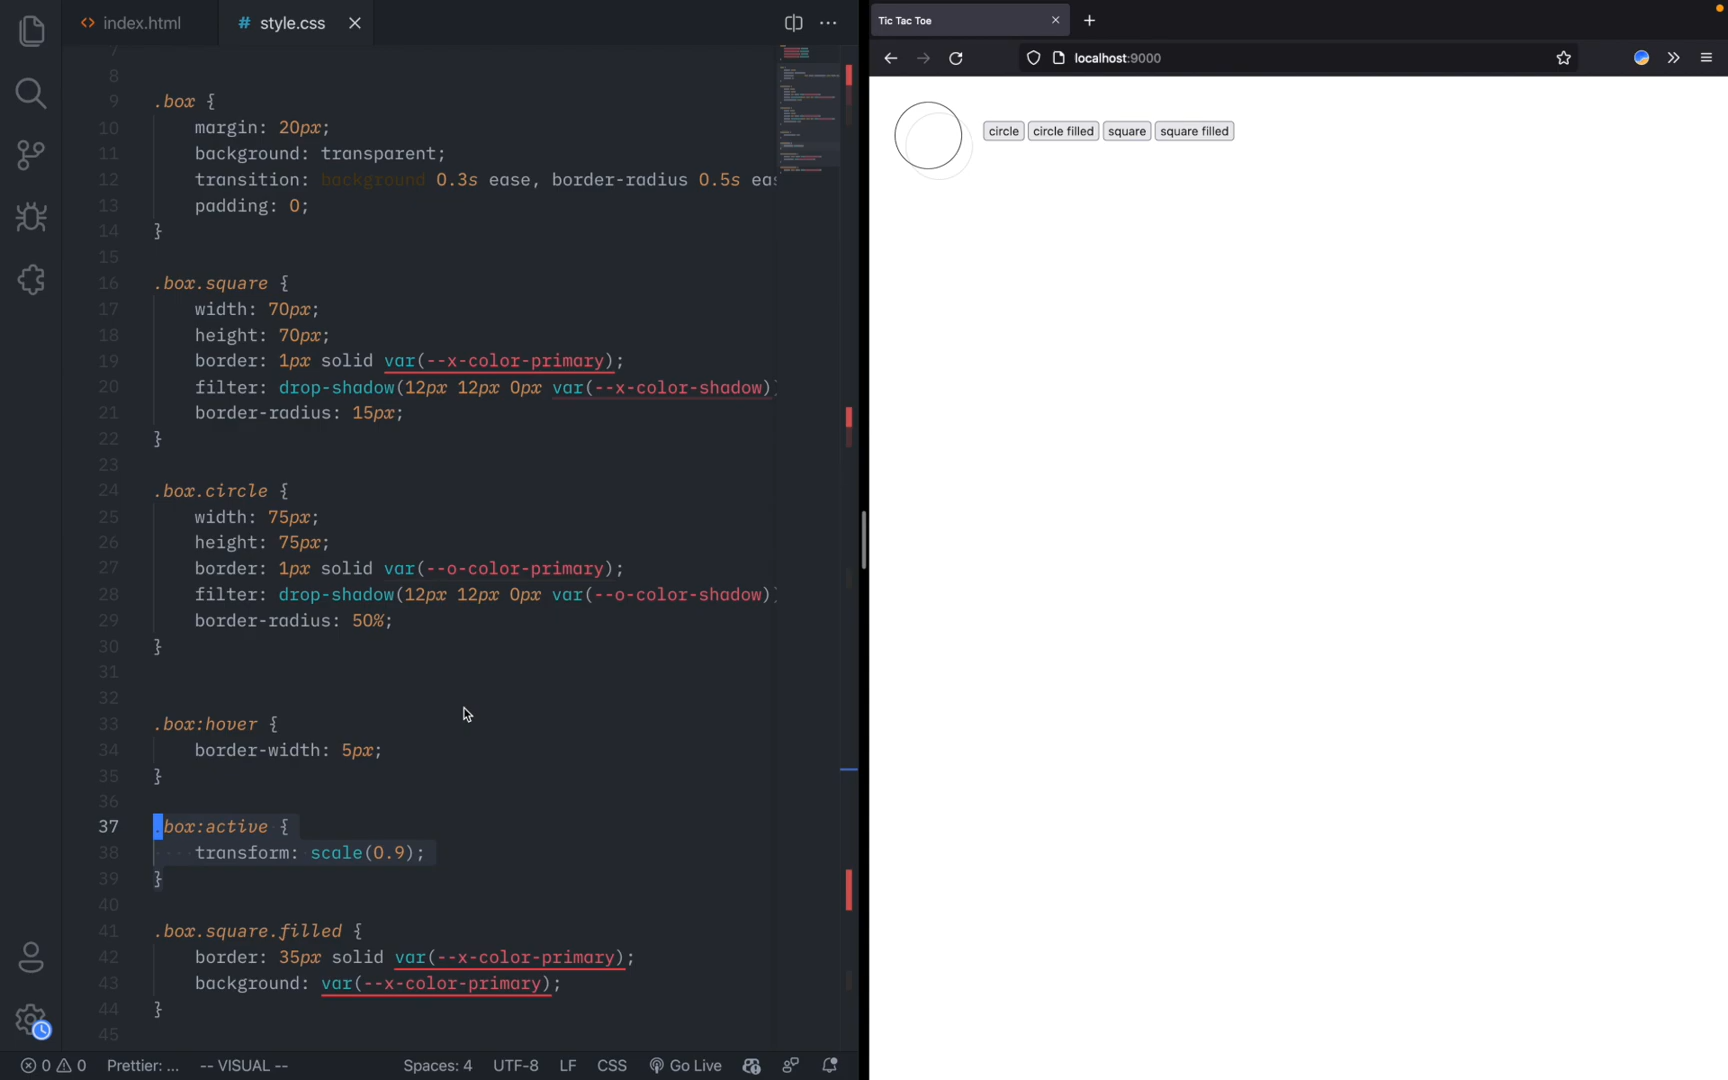 index.html
style.css
7
8
9 .box {
10 margin: 20px;
11 background: transparent;
12 transition: background 0.3s ease, border-radius 0.5s eas
13 padding: 0;
14 }
15
16 .box.square {
17 width: 70px;
18 height: 70px;
19 border: 1px solid var(--x-color-primary);
20 filter: drop-shadow(12px 12px 0px var(--x-color-shadow))
21 border-radius: 15px;
22 }
23
24 .box.circle {
25 width: 75px;
26 height: 75px;
27 border: 1px solid var(--o-color-primary);
28 filter: drop-shadow(12px 12px 0px var(--o-color-shadow))
29 border-radius: 50%;
30 }
31
32
33 .box:hover {
34 border-width: 5px;
35 }
36
37 .box:active {
38 transform: scale(0.9);
39 }
40
41 .box.square.filled {
42 border: 35px solid var(--x-color-primary);
43 background: var(--x-color-primary);
44 }
45
0 0 Prettier: ... -- VISUAL -- Spaces: 4 UTF-8 LF CSS Go Live
Tic Tac Toe
localhost:9000
circle circle filled square square filled